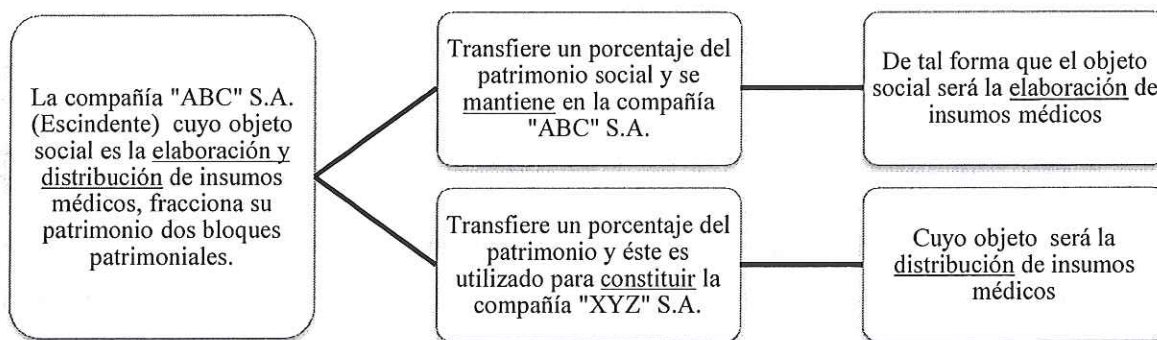 La compañía "ABC" S.A.
(Escindente) cuyo objeto
social es la elaboración y
distribución de insumos
médicos, fracciona su
patrimonio dos bloques
patrimoniales.
Transfiere un porcentaje del
patrimonio social y se
mantiene en la compañía
"ABC" S.A.
De tal forma que el objeto
social será la elaboración de
insumos médicos
Transfiere un porcentaje del
patrimonio y éste es
utilizado para constituir la
compañía "XYZ" S.A.
Cuyo objeto será la
distribución de insumos
médicos